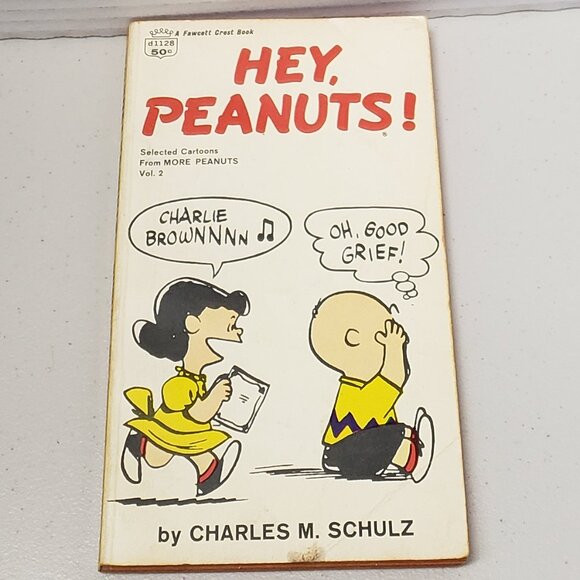 A Fawcett Crest Book
d1128
50¢
HEY,
PEANUTS!
®
Selected Cartoons
From MORE PEANUTS
Vol. 2
CHARLIE
BROWNNNN ♫
OH, GOOD
GRIEF!
by CHARLES M. SCHULZ